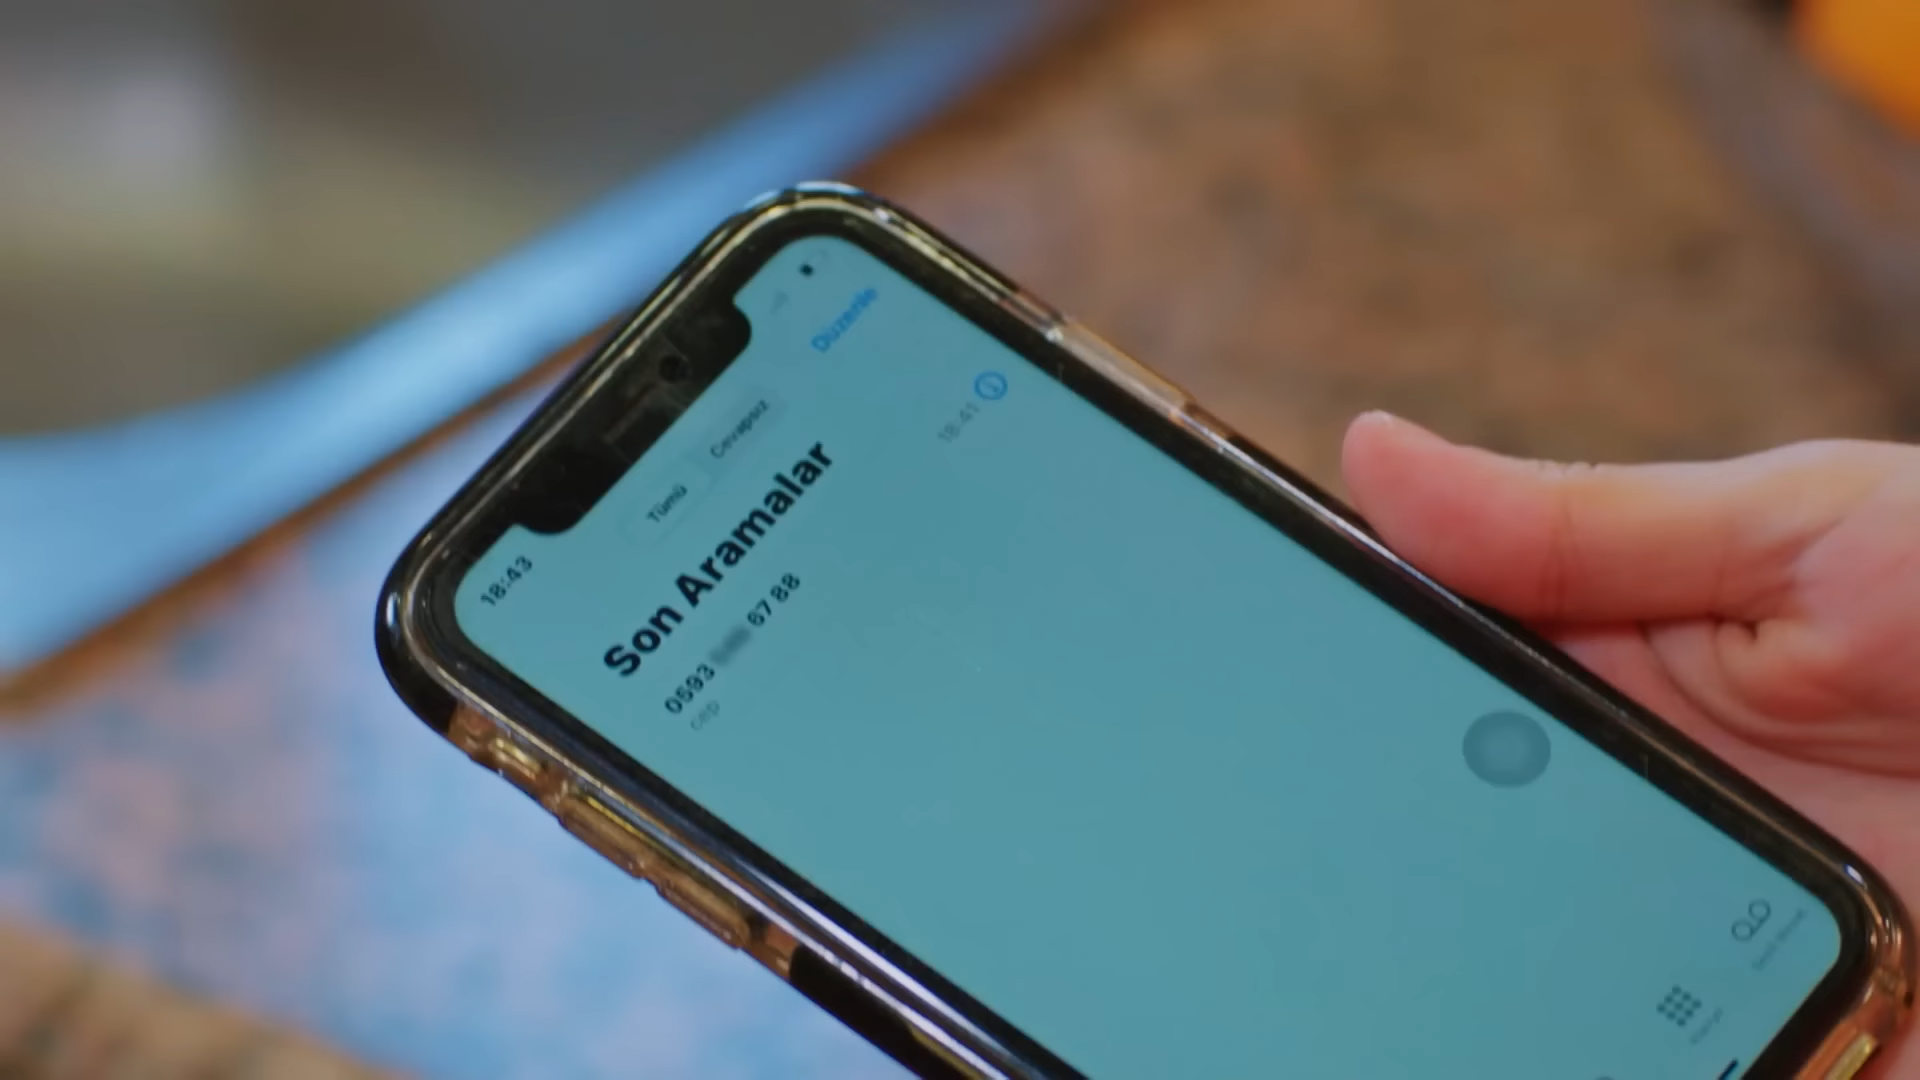 18:43
Düzenle
Tümü Cevapsız
Son Aramalar
0593 67 88
18:41
cep